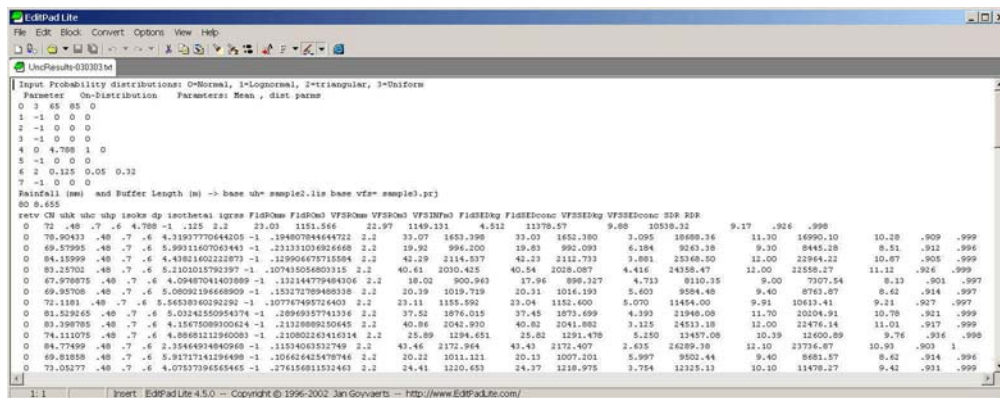 EditPad Lite
File Edit Block Convert Options View Help
UncResults-030303.txt
Input Probability distributions: 0=Normal, 1=Lognormal, 2=triangular, 3=Uniform
Parmeter On-Distribution Parameters: Mean , dist parms
0 3 65 85 0
1 -1 0 0 0
2 -1 0 0 0
3 -1 0 0 0
4 0 4.788 1 0
5 -1 0 0 0
6 2 0.125 0.05 0.32
7 -1 0 0 0
Rainfall (mm) and Buffer Length (m) -> base uh= sample2.lis base vfs= sample3.prj
80 8.655
retv CN uhk uhc uhp isoks dp isothetai igrss FldROmm FldROm3 VFSROmm VFSROm3 VFSINFm3 FldSEDkg FldSEDconc VFSSEDkg VFSSEDconc SDR RDR
0 72 .48 .7 .6 4.788 -1 .125 2.2 23.03 1151.566 22.97 1149.131 4.512 11378.57 9.88 10538.32 9.17 .926 .998
0 78.90433 .48 .7 .6 4.31937770644205 -1 .194807844644722 2.2 33.07 1653.398 33.03 1652.380 3.095 18688.36 11.30 16990.10 10.28 .909 .999
0 69.57995 .48 .7 .6 5.99311607063443 -1 .231331036926668 2.2 19.92 996.200 19.83 992.093 6.184 9263.38 9.30 8445.28 8.51 .912 .996
0 84.15999 .48 .7 .6 4.43821602222873 -1 .129906675715584 2.2 42.29 2114.537 42.23 2112.733 3.881 25368.50 12.00 22964.22 10.87 .905 .999
0 83.25702 .48 .7 .6 5.2101015792397 -1 .107435056803315 2.2 40.61 2030.425 40.54 2028.087 4.416 24358.47 12.00 22558.27 11.12 .926 .999
0 67.978875 .48 .7 .6 4.09487041403889 -1 .132144779484306 2.2 18.02 900.963 17.96 898.327 4.713 8110.35 9.00 7307.54 8.13 .901 .997
0 69.95708 .48 .7 .6 5.08092196668909 -1 .153272789488338 2.2 20.39 1019.719 20.31 1016.193 5.603 9584.48 9.40 8763.87 8.62 .914 .997
0 72.1181 .48 .7 .6 5.56538360292292 -1 .107767495726403 2.2 23.11 1155.592 23.04 1152.600 5.070 11454.00 9.91 10613.41 9.21 .927 .997
0 81.529265 .48 .7 .6 5.03242550954374 -1 .28969357741336 2.2 37.52 1876.015 37.45 1873.699 4.393 21948.08 11.70 20204.91 10.78 .921 .999
0 83.398785 .48 .7 .6 4.15675089300624 -1 .21328889250645 2.2 40.86 2042.930 40.82 2041.882 3.125 24513.18 12.00 22476.14 11.01 .917 .999
0 74.111075 .48 .7 .6 4.88681212960083 -1 .210802263416314 2.2 25.89 1294.651 25.82 1291.478 5.250 13457.08 10.39 12600.89 9.76 .936 .998
0 84.77499 .48 .7 .6 2.35464934840968 -1 .11534063532749 2.2 43.46 2172.964 43.43 2172.407 2.635 26289.38 12.10 23736.87 10.93 .903 1
0 69.81858 .48 .7 .6 5.91717141296498 -1 .106626425478746 2.2 20.22 1011.121 20.13 1007.201 5.997 9502.44 9.40 8681.57 8.62 .914 .996
0 73.05277 .48 .7 .6 4.07537396565465 -1 .276156811532463 2.2 24.41 1220.653 24.37 1218.975 3.754 12325.13 10.10 11478.27 9.42 .931 .999
1: 1 Insert EditPad Lite 4.5.0 -- Copyright © 1996-2002 Jan Goyvaerts -- http://www.EditPadLite.com/